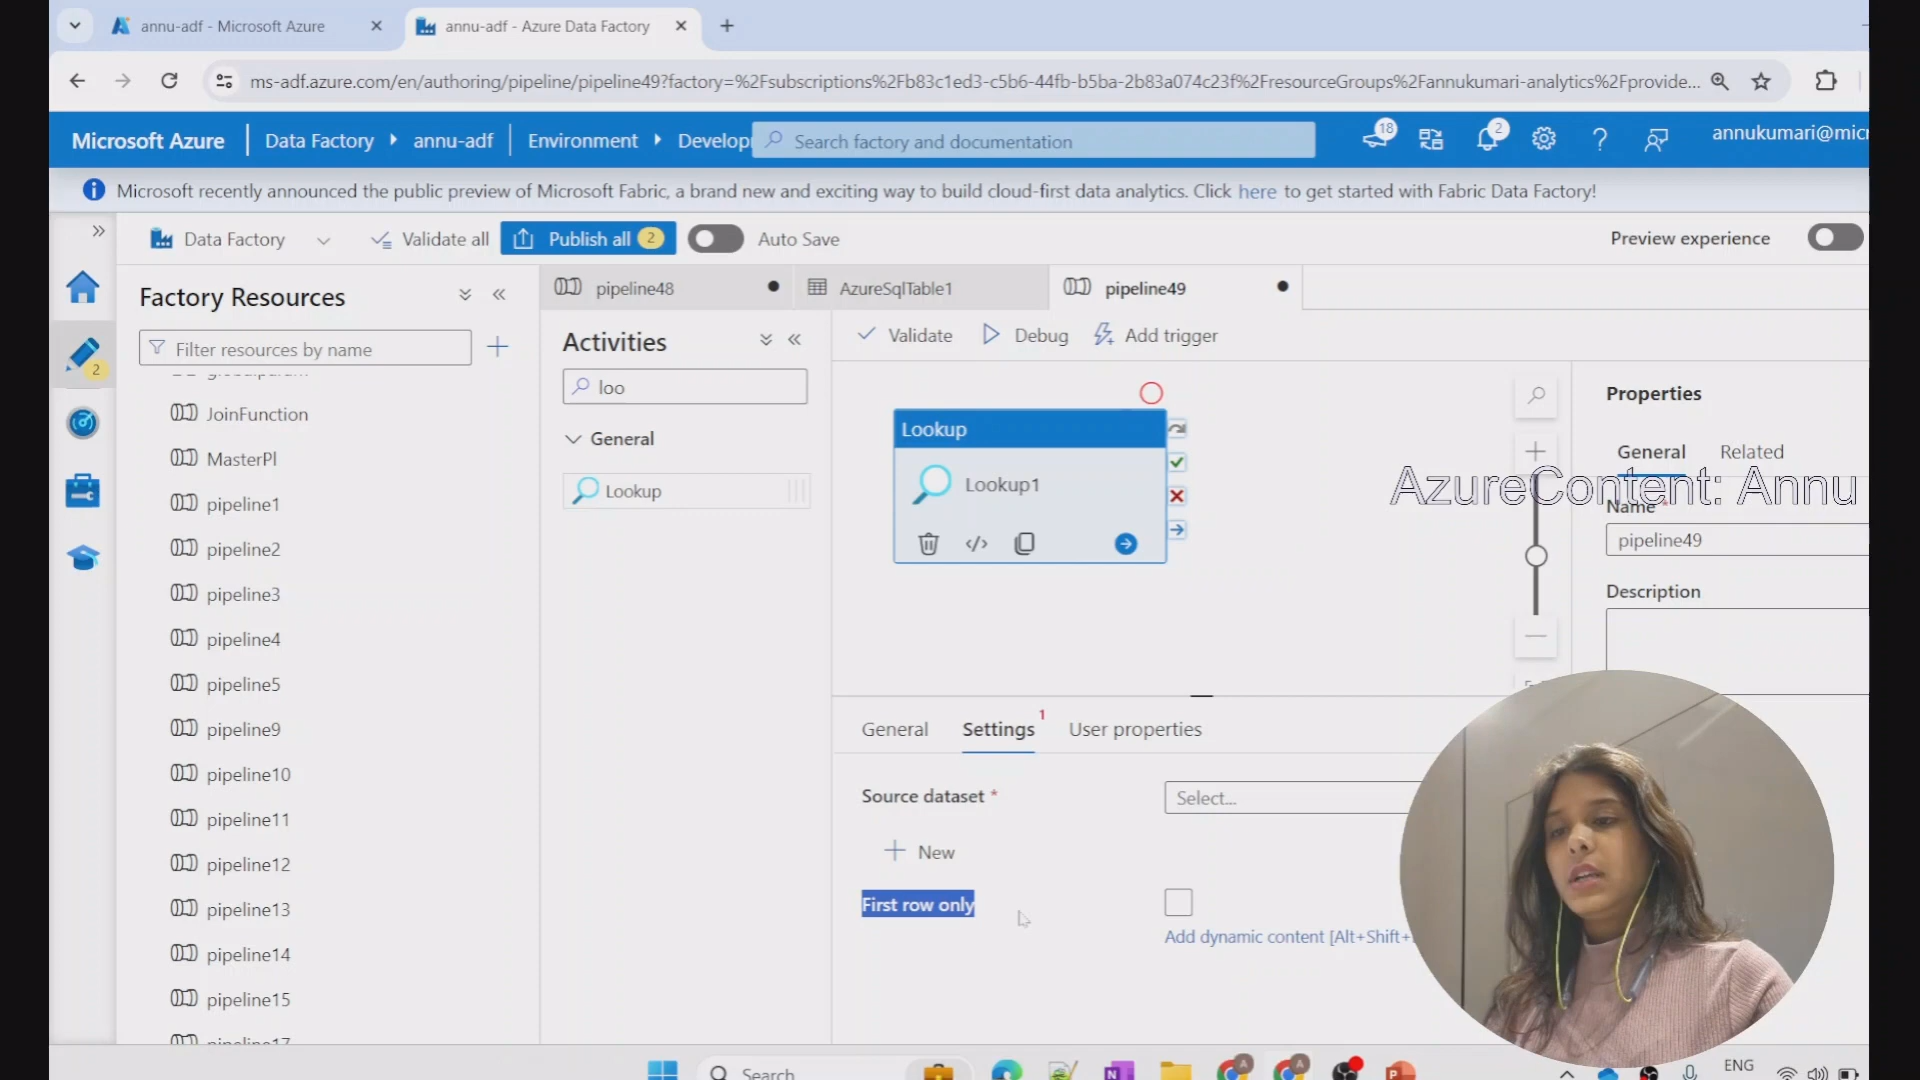 annu-adf - Microsoft Azure
annu-adf - Azure Data Factory
ms-adf.azure.com/en/authoring/pipeline/pipeline49?factory=%2Fsubscriptions%2Fb83c1ed3-c5b6-44fb-b5ba-2b83a074c23f%2FresourceGroups%2Fannukumari-analytics%2Fprovide...
Microsoft Azure
Data Factory
annu-adf
Environment
Develop
Search factory and documentation
18
2
annukumari@micr
Microsoft recently announced the public preview of Microsoft Fabric, a brand new and exciting way to build cloud-first data analytics. Click here to get started with Fabric Data Factory!
Data Factory
Validate all
Publish all 2
Auto Save
Preview experience
2
Factory Resources
Filter resources by name
JoinFunction
MasterPl
pipeline1
pipeline2
pipeline3
pipeline4
pipeline5
pipeline9
pipeline10
pipeline11
pipeline12
pipeline13
pipeline14
pipeline15
pipeline17
pipeline48
AzureSqlTable1
pipeline49
Activities
loo
General
Lookup
Validate
Debug
Add trigger
Lookup
Lookup1
Properties
General
Related
AzureContent: Annu
Name *
pipeline49
Description
General
Settings 1
User properties
Source dataset *
Select...
New
First row only
Add dynamic content [Alt+Shift+
Search
ENG